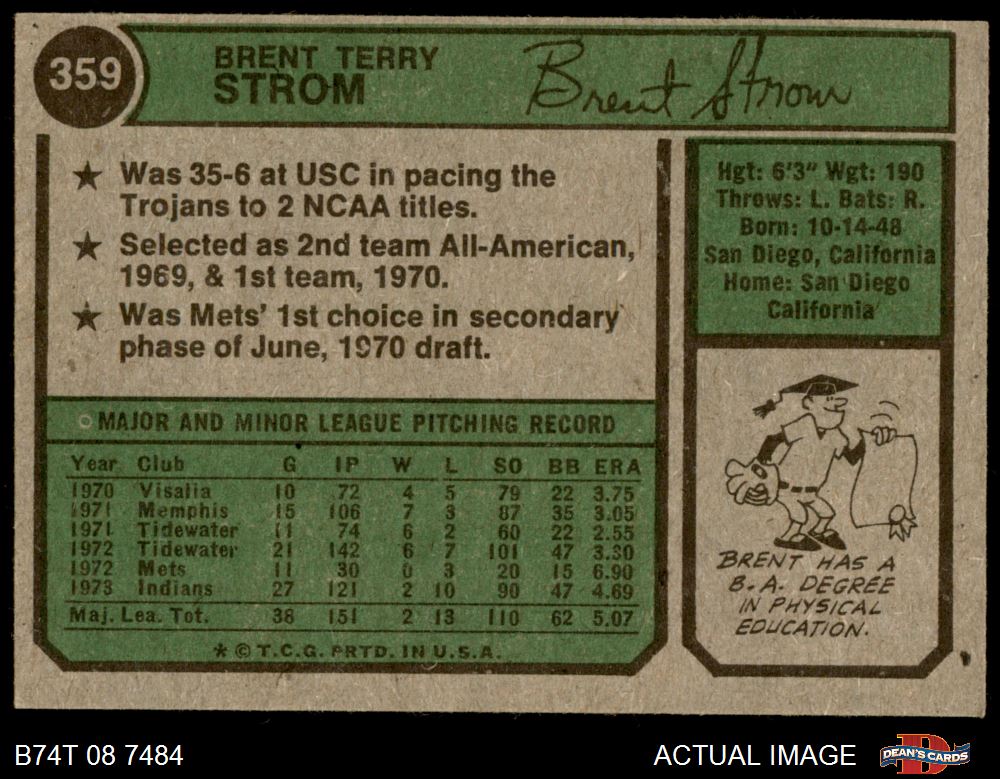 359
BRENT TERRY
STROM
Brent Strom
★ Was 35-6 at USC in pacing the
Trojans to 2 NCAA titles.
★ Selected as 2nd team All-American,
1969, & 1st team, 1970.
★ Was Mets' 1st choice in secondary
phase of June, 1970 draft.
Hgt: 6'3" Wgt: 190
Throws: L. Bats: R.
Born: 10-14-48
San Diego, California
Home: San Diego
California
MAJOR AND MINOR LEAGUE PITCHING RECORD
Year Club G IP W L SO BB ERA
1970 Visalia 10 72 4 5 79 22 3.75
1971 Memphis 15 106 7 3 87 35 3.05
1971 Tidewater 11 74 6 2 60 22 2.55
1972 Tidewater 21 142 6 7 101 47 3.30
1972 Mets 11 30 0 3 20 15 6.90
1973 Indians 27 121 2 10 90 47 4.69
Maj. Lea. Tot. 38 151 2 13 110 62 5.07
* © T.C.G. PRTD. IN U.S.A.
BRENT HAS A
B.A. DEGREE
IN PHYSICAL
EDUCATION.
B74T 08 7484
ACTUAL IMAGE
DEAN'S CARDS